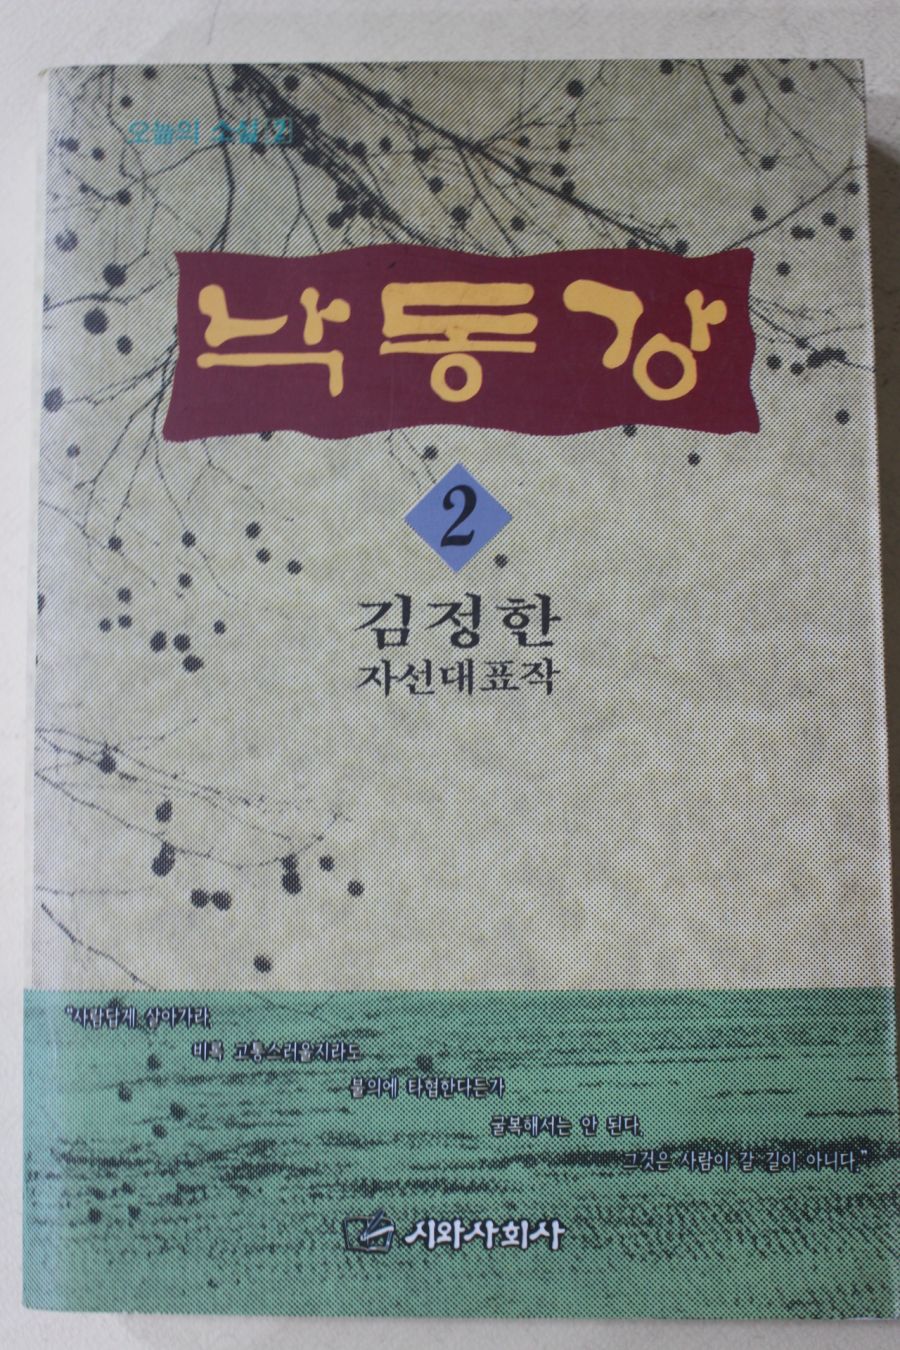 오늘의 소설 2
낙동강
2
김정한
자선대표작
"사람답게 살아가라.
비록 고통스러울지라도
불의에 타협한다든가
굴복해서는 안 된다.
그것은 사람이 갈 길이 아니다."
시와사회사